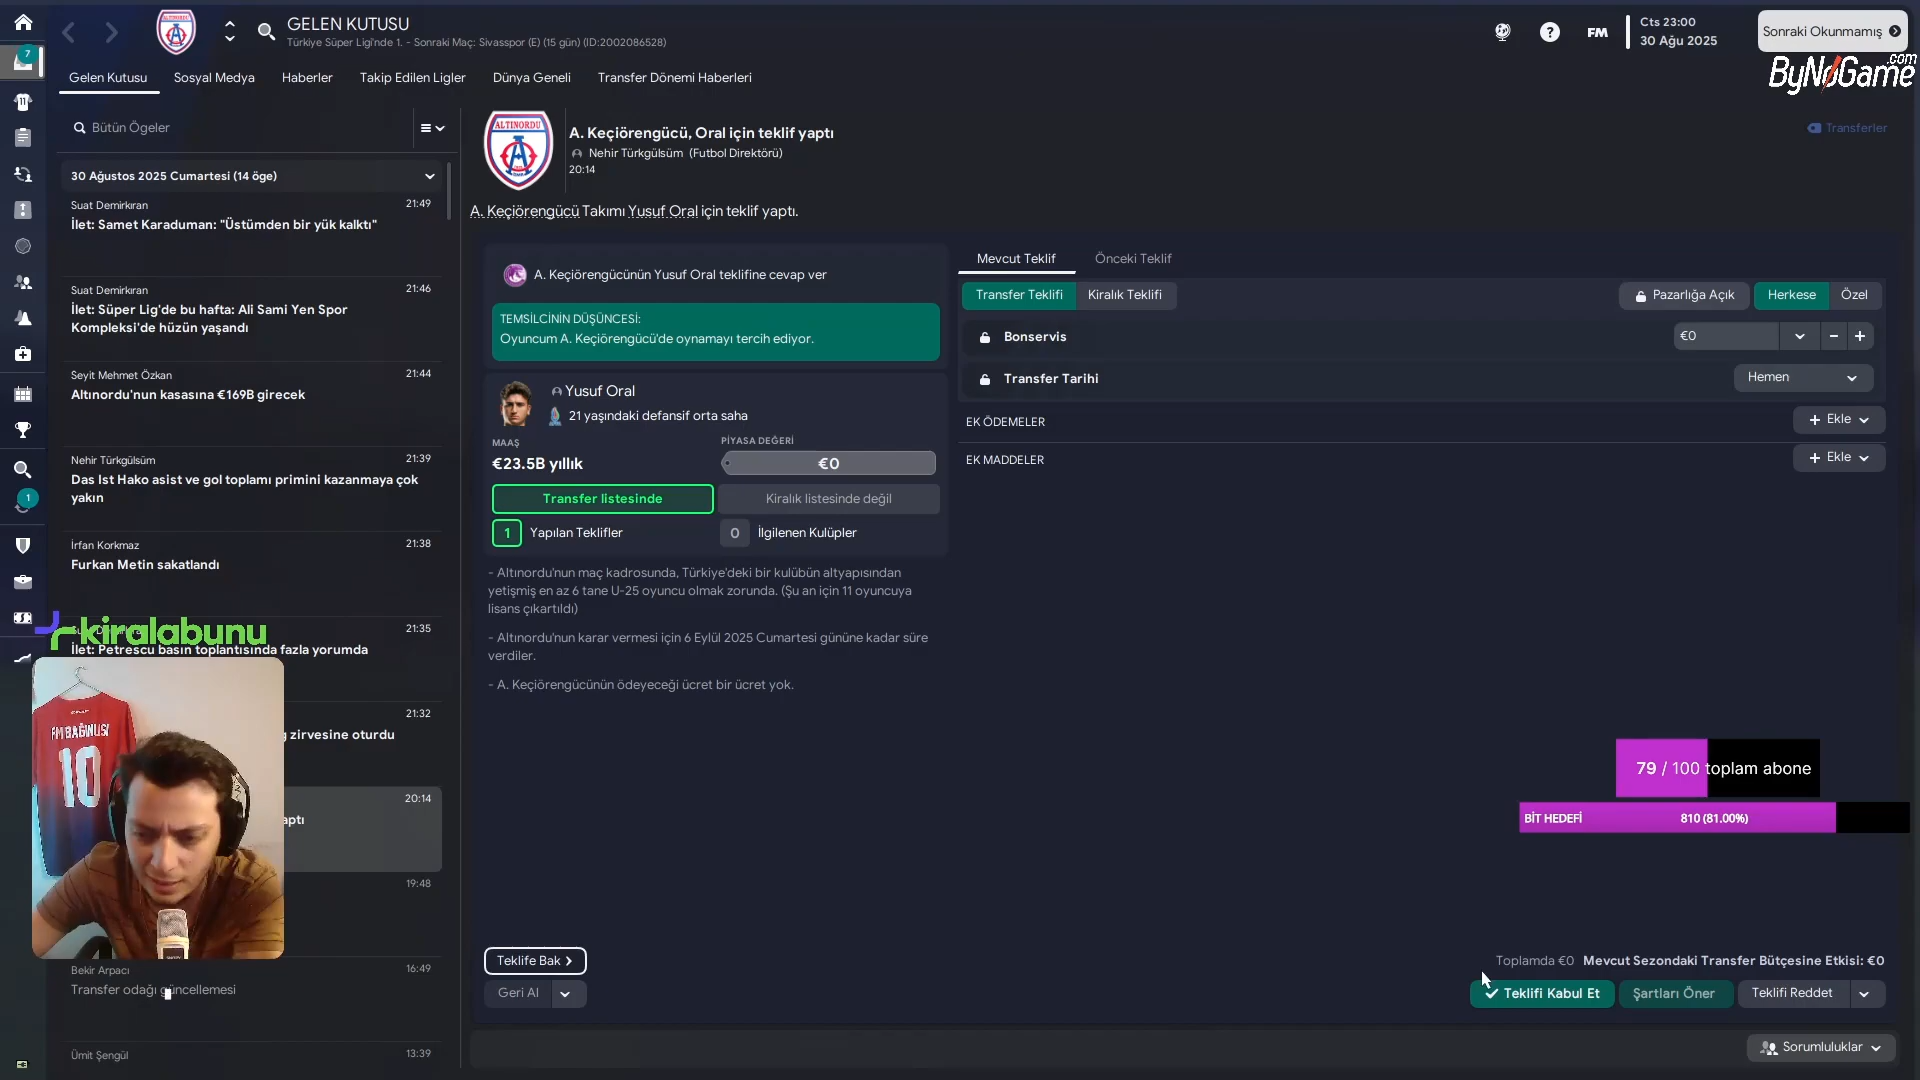 GELEN KUTUSU
Türkiye Süper Ligi'nde 1. - Sonraki Maç: Sivasspor (E) (15 gün) (ID:2002086528)
FM
Cts 23:00
30 Ağu 2025
Sonraki Okunmamış
ByNoGame.com
7
Gelen Kutusu
Sosyal Medya
Haberler
Takip Edilen Ligler
Dünya Geneli
Transfer Dönemi Haberleri
Bütün Ögeler
30 Ağustos 2025 Cumartesi (14 öge)
Suat Demirkıran
21:49
İlet: Samet Karaduman: "Üstümden bir yük kalktı"
Suat Demirkıran
21:46
İlet: Süper Lig'de bu hafta: Ali Sami Yen Spor
Kompleksi'de hüzün yaşandı
Seyit Mehmet Özkan
21:44
Altınordu'nun kasasına €169B girecek
Nehir Türkgülsüm
21:39
Das Ist Hako asist ve gol toplamı primini kazanmaya çok
yakın
1
İrfan Korkmaz
21:38
Furkan Metin sakatlandı
kiralabunu
21:35
İlet: Petrescu basın toplantısında fazla yorumda
21:32
zirvesine oturdu
20:14
aptı
19:48
FM BAĞIMLISI
10
Bekir Arpacı
16:49
Transfer odağı güncellemesi
Ümit Şengül
13:39
ALTINORDU
A. Keçiörengücü, Oral için teklif yaptı
Nehir Türkgülsüm (Futbol Direktörü)
20:14
Transferler
A. Keçiörengücü Takımı Yusuf Oral için teklif yaptı.
A. Keçiörengücünün Yusuf Oral teklifine cevap ver
TEMSİLCİNİN DÜŞÜNCESİ:
Oyuncum A. Keçiörengücü'de oynamayı tercih ediyor.
Yusuf Oral
21 yaşındaki defansif orta saha
MAAŞ
PİYASA DEĞERİ
€23.5B yıllık
€0
Transfer listesinde
Kiralık listesinde değil
1 Yapılan Teklifler
0 İlgilenen Kulüpler
- Altınordu'nun maç kadrosunda, Türkiye'deki bir kulübün altyapısından
yetişmiş en az 6 tane U-25 oyuncu olmak zorunda. (Şu an için 11 oyuncuya
lisans çıkartıldı)
- Altınordu'nun karar vermesi için 6 Eylül 2025 Cumartesi gününe kadar süre
verdiler.
- A. Keçiörengücünün ödeyeceği ücret bir ücret yok.
Mevcut Teklif
Önceki Teklif
Transfer Teklifi
Kiralık Teklifi
Pazarlığa Açık
Herkese
Özel
Bonservis
€0
Transfer Tarihi
Hemen
EK ÖDEMELER
Ekle
EK MADDELER
Ekle
79 / 100 toplam abone
BİT HEDEFİ
810 (81.00%)
Teklife Bak
Geri Al
Toplamda €0 Mevcut Sezondaki Transfer Bütçesine Etkisi: €0
Teklifi Kabul Et
Şartları Öner
Teklifi Reddet
Sorumluluklar